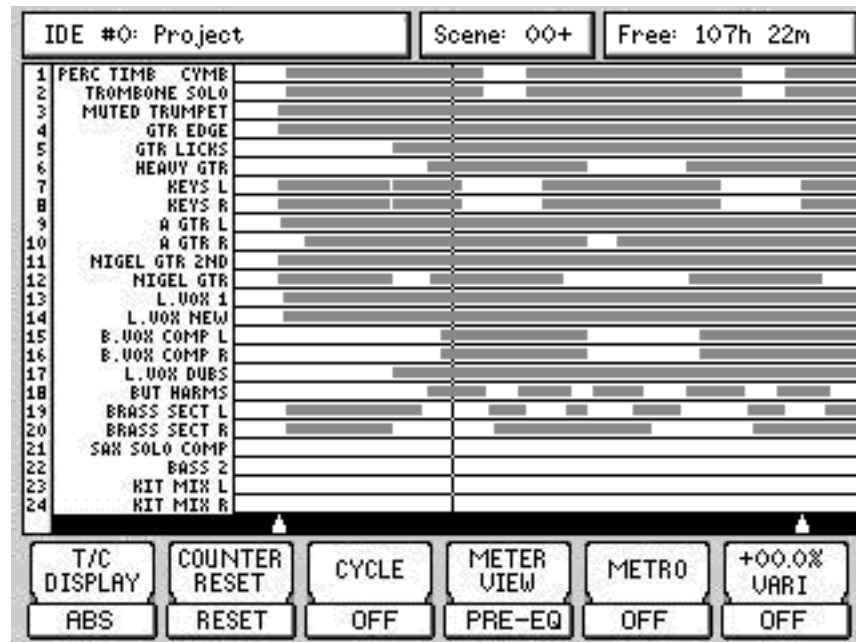 IDE #0: Project Scene: 00+ Free: 107h 22m
1 PERC TIMB CYMB
2 TROMBONE SOLO
3 MUTED TRUMPET
4 GTR EDGE
5 GTR LICKS
6 HEAVY GTR
7 KEYS L
8 KEYS R
9 A GTR L
10 A GTR R
11 NIGEL GTR 2ND
12 NIGEL GTR
13 L.VOX 1
14 L.VOX NEW
15 B.VOX COMP L
16 B.VOX COMP R
17 L.VOX DUBS
18 BUT HARMS
19 BRASS SECT L
20 BRASS SECT R
21 SAX SOLO COMP
22 BASS 2
23 KIT MIX L
24 KIT MIX R
T/C COUNTER CYCLE METER METRO +00.0%
DISPLAY RESET VIEW VARI
ABS RESET OFF PRE-EQ OFF OFF